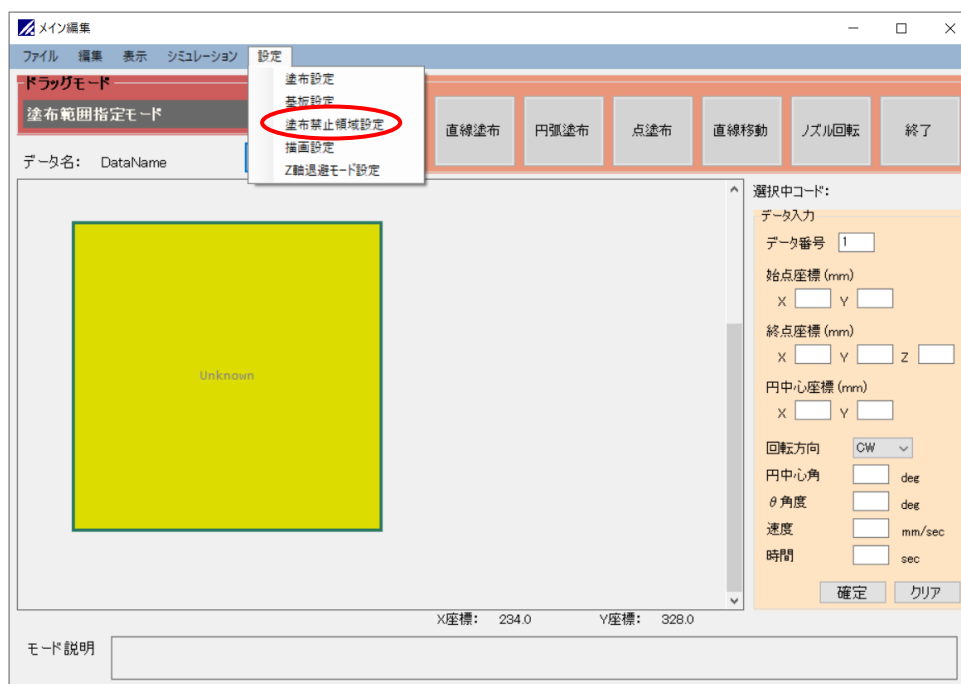 メイン編集
ファイル 編集 表示 シミュレーション 設定
塗布設定
基板設定
塗布禁止領域設定
描画設定
Z軸退避モード設定
ドラッグモード
塗布範囲指定モード
直線塗布 円弧塗布 点塗布 直線移動 ノズル回転 終了
データ名： DataName
Unknown
選択中コード：
データ入力
データ番号 1
始点座標(mm)
X Y
終点座標(mm)
X Y Z
円中心座標(mm)
X Y
回転方向 CW
円中心角 deg
θ角度 deg
速度 mm/sec
時間 sec
確定 クリア
X座標： 234.0 Y座標： 328.0
モード説明